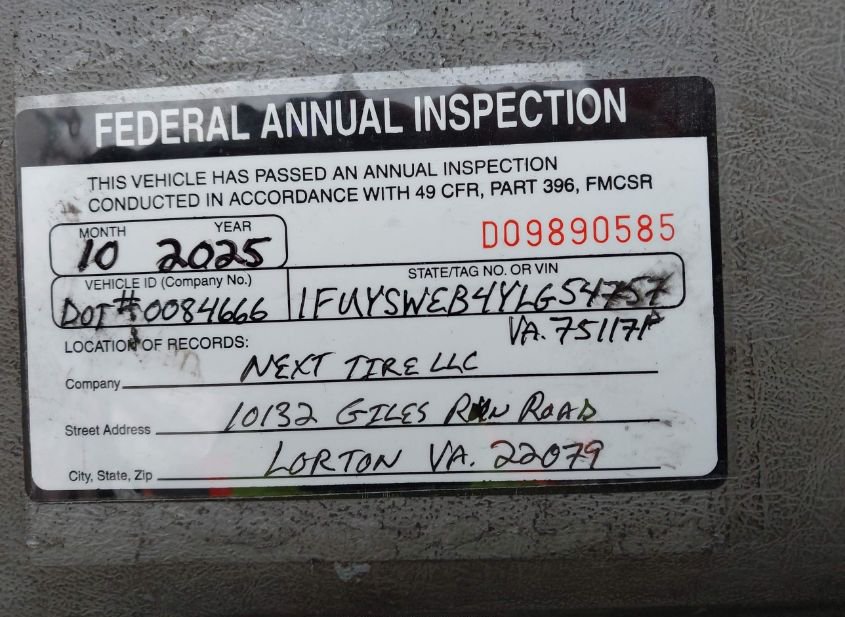 FEDERAL ANNUAL INSPECTION
THIS VEHICLE HAS PASSED AN ANNUAL INSPECTION
CONDUCTED IN ACCORDANCE WITH 49 CFR, PART 396, FMCSR
MONTH YEAR
10 2025
D09890585
VEHICLE ID (Company No.)
DOT#0084666
STATE/TAG NO. OR VIN
1FUYSWEB4YLG54757
VA. 75117P
LOCATION OF RECORDS:
Company NEXT TIRE LLC
Street Address 10132 GILES RUN ROAD
City, State, Zip LORTON VA. 22079